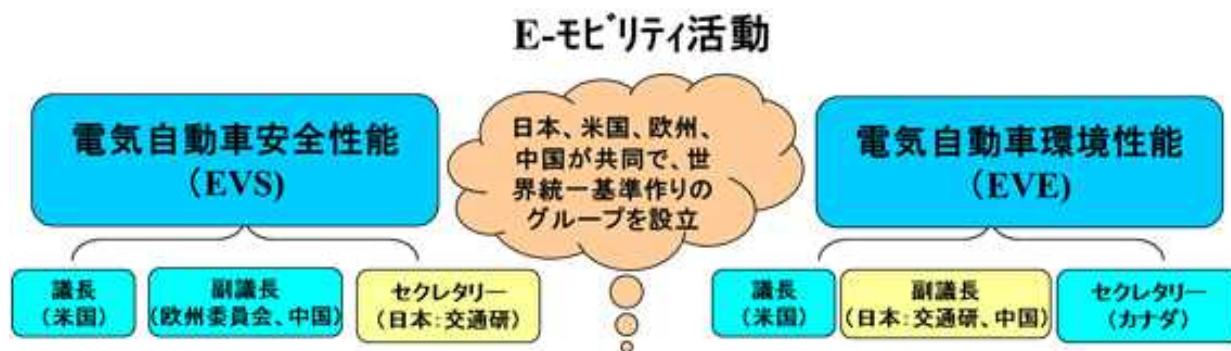 E-モビリティ活動
電気自動車安全性能
（EVS)
日本、米国、欧州、
中国が共同で、世
界統一基準作りの
グループを設立
電気自動車環境性能
（EVE)
議長
(米国)
副議長
(欧州委員会、中国)
セクレタリー
(日本：交通研)
議長
(米国)
副議長
(日本：交通研、中国)
セクレタリー
(カナダ)